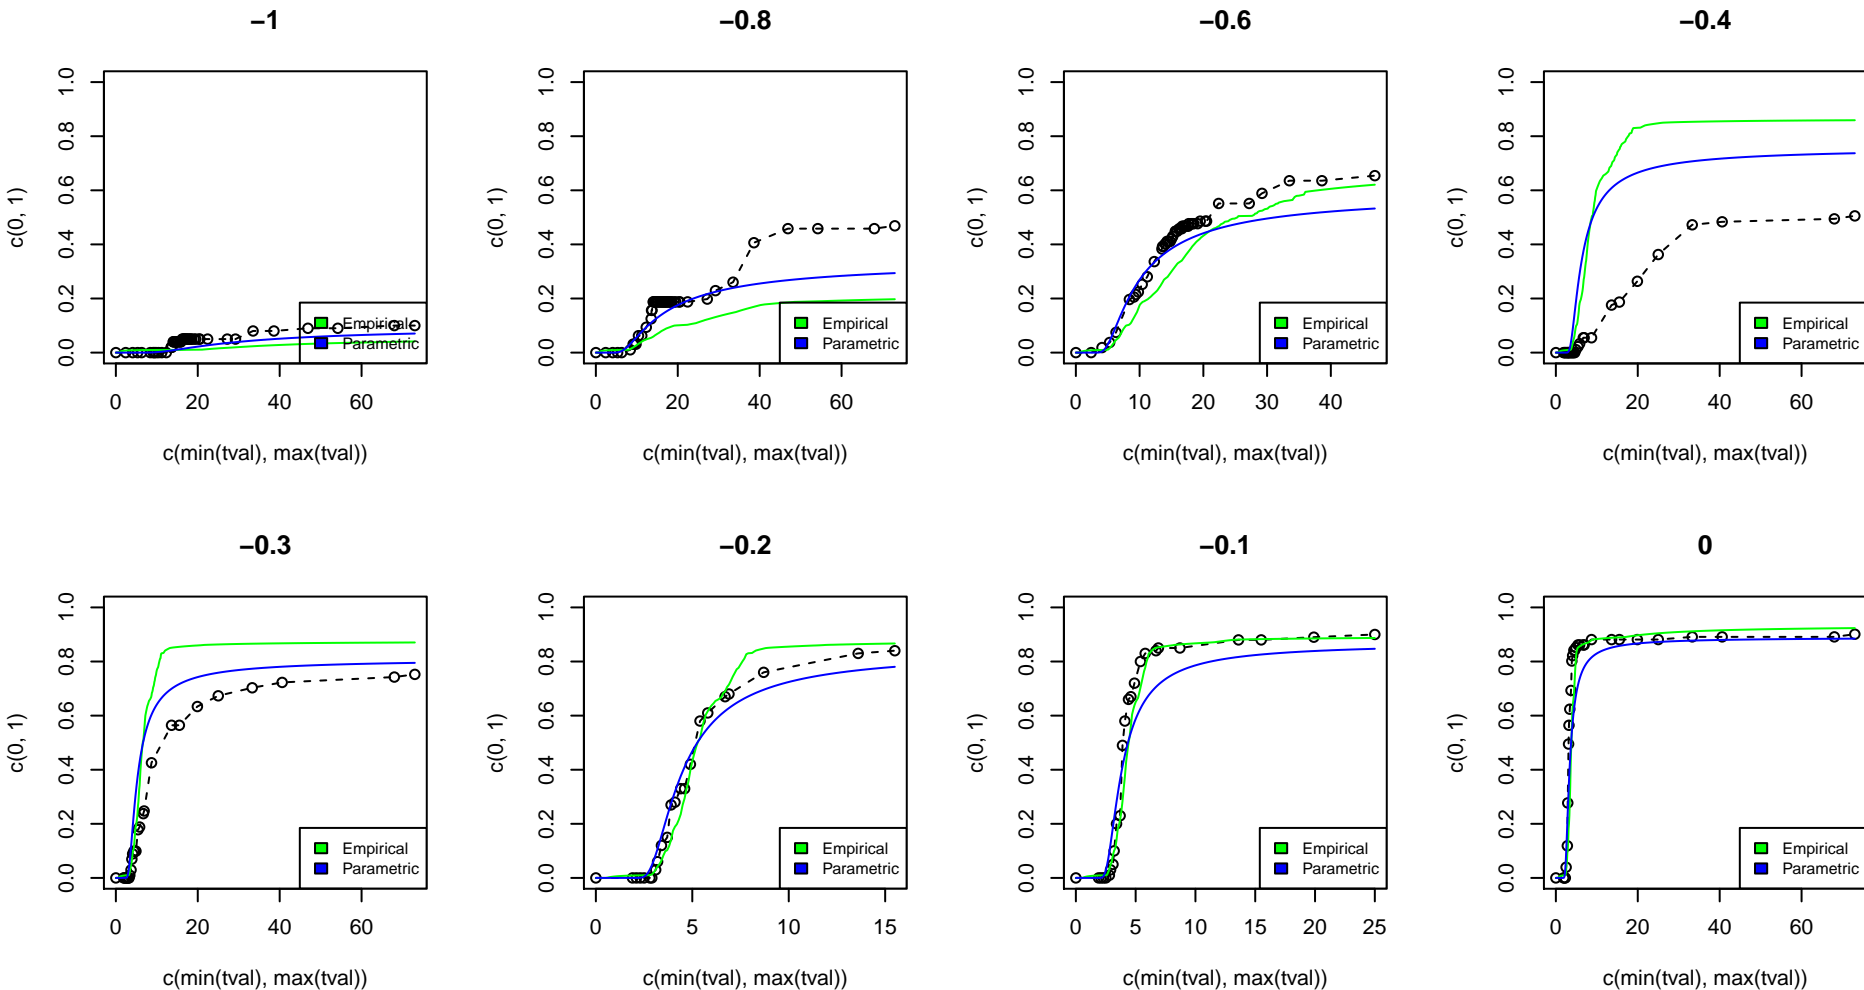 −1
−0.8
−0.6
−0.4
c(0, 1)
0.0 0.2 0.4 0.6 0.8 1.0
Empirical
Parametric
0 20 40 60
c(min(tval), max(tval))
c(0, 1)
0.0 0.2 0.4 0.6 0.8 1.0
Empirical
Parametric
0 20 40 60
c(min(tval), max(tval))
c(0, 1)
0.0 0.2 0.4 0.6 0.8 1.0
Empirical
Parametric
0 10 20 30 40
c(min(tval), max(tval))
c(0, 1)
0.0 0.2 0.4 0.6 0.8 1.0
Empirical
Parametric
0 20 40 60
c(min(tval), max(tval))
−0.3
−0.2
−0.1
0
c(0, 1)
0.0 0.2 0.4 0.6 0.8 1.0
Empirical
Parametric
0 20 40 60
c(min(tval), max(tval))
c(0, 1)
0.0 0.2 0.4 0.6 0.8 1.0
Empirical
Parametric
0 5 10 15
c(min(tval), max(tval))
c(0, 1)
0.0 0.2 0.4 0.6 0.8 1.0
Empirical
Parametric
0 5 10 15 20 25
c(min(tval), max(tval))
c(0, 1)
0.0 0.2 0.4 0.6 0.8 1.0
Empirical
Parametric
0 20 40 60
c(min(tval), max(tval))